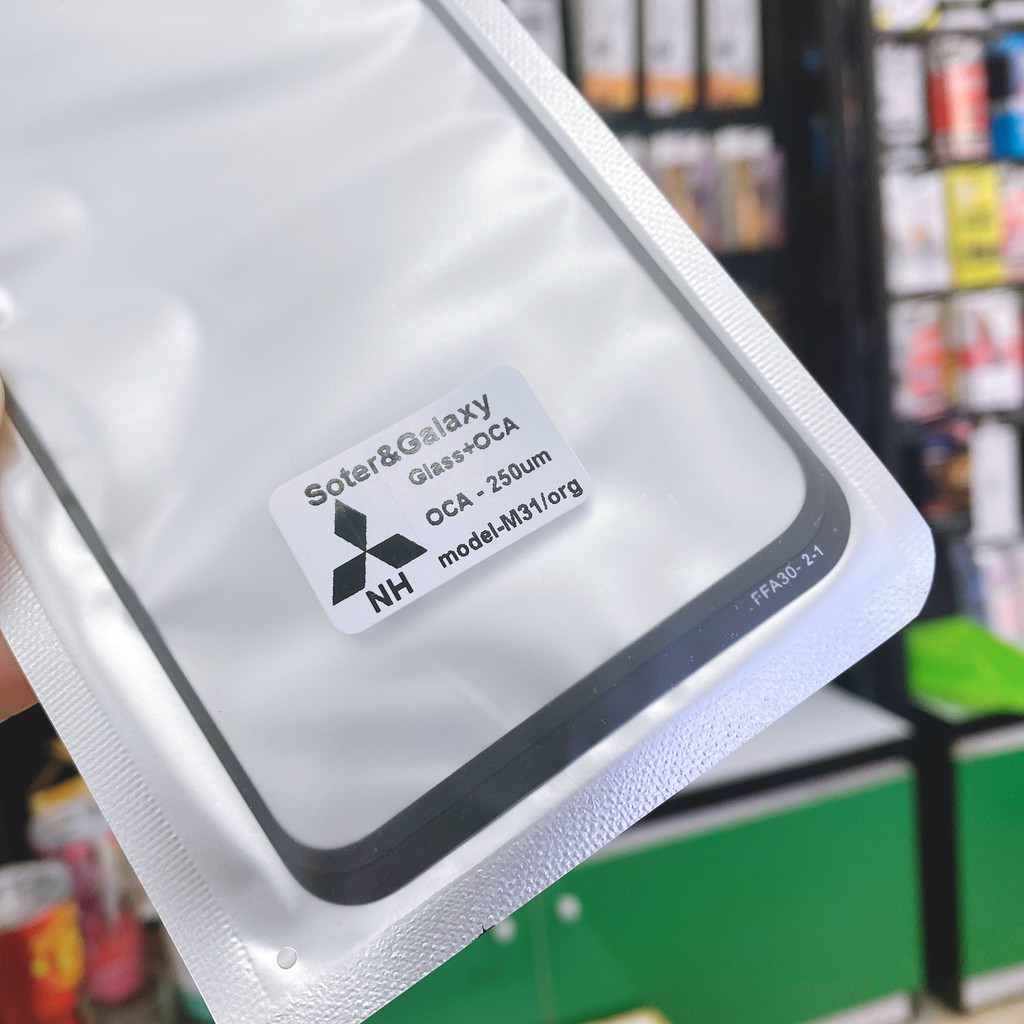 Soter&Galaxy
Glass+OCA
OCA - 250um
model-M31/org
NH
FFA30- 2-1